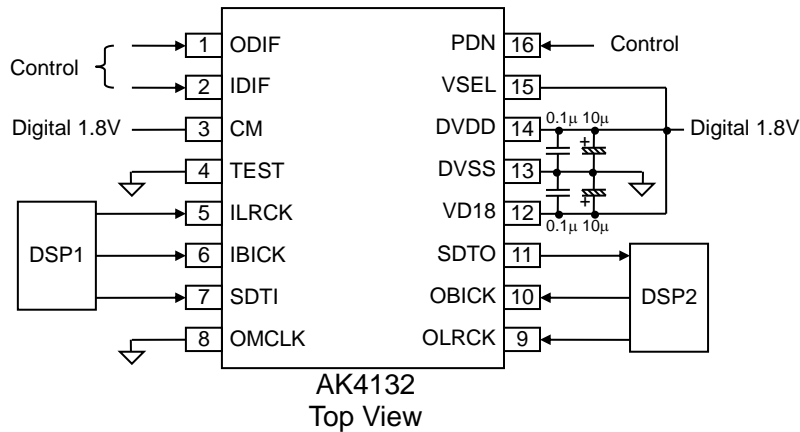 1 ODIF PDN 16 Control
Control
2 IDIF VSEL 15
0.1μ 10μ
Digital 1.8V 3 CM DVDD 14 + Digital 1.8V
4 TEST DVSS 13
5 ILRCK VD18 12 +
0.1μ 10μ
DSP1 6 IBICK SDTO 11
7 SDTI OBICK 10 DSP2
8 OMCLK OLRCK 9
AK4132
Top View